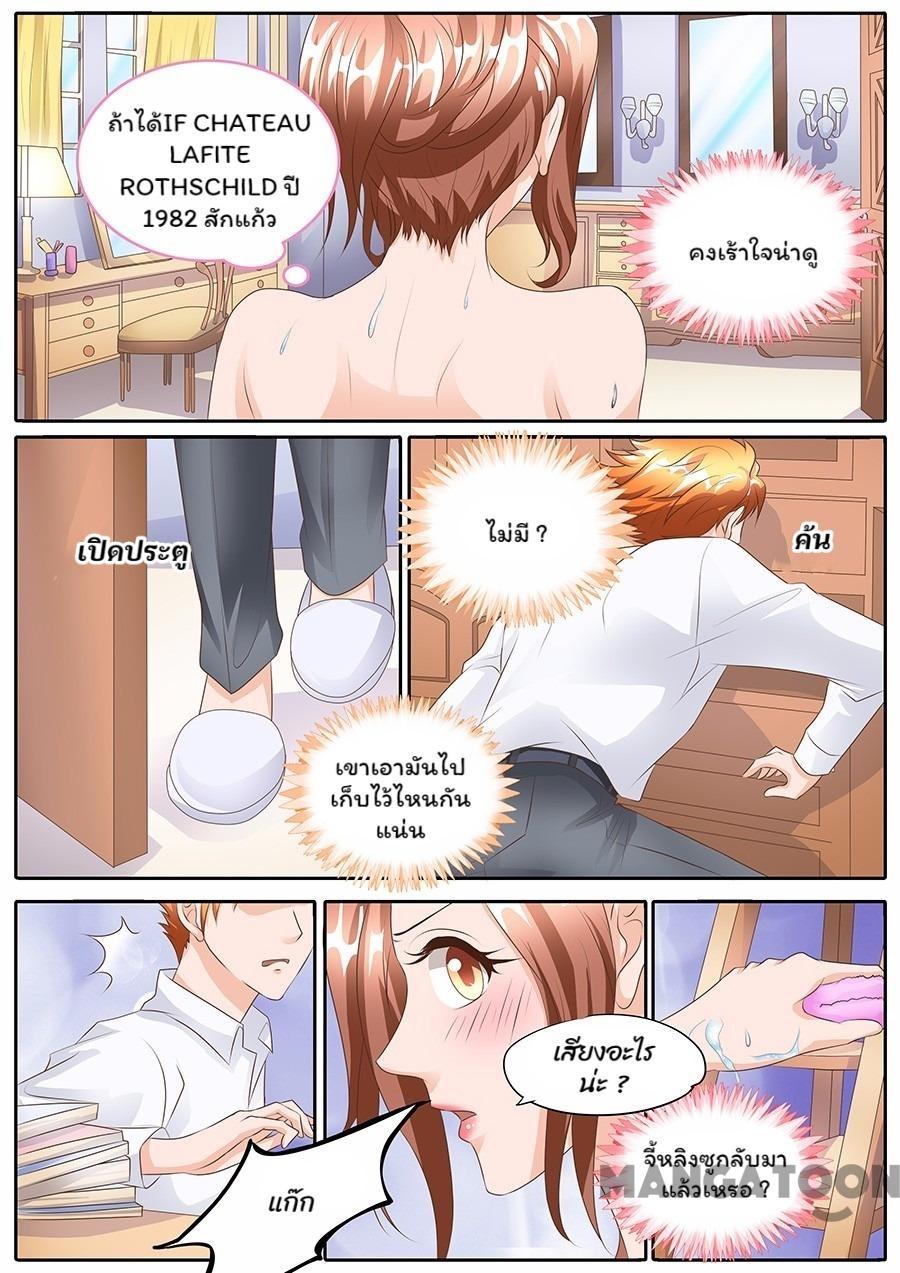 ถ้าได้IF CHATEAU
LAFITE
ROTHSCHILD ปี
1982 สักแก้ว
คงเร้าใจน่าดู
เปิดประตู
ไม่มี ?
ค้น
เขาเอามันไป
เก็บไว้ไหนกัน
แน่น
เสียงอะไร
น่ะ ?
แก๊ก
จี้หลิงซูกลับมา
แล้วเหรอ ?
MANGATOON